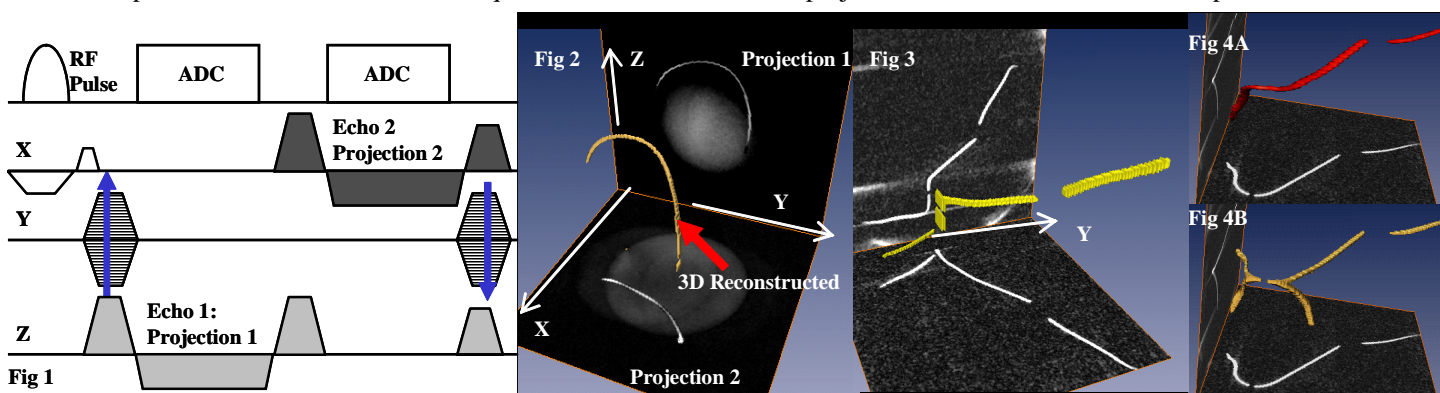 RF
Pulse
ADC
ADC
X
Echo 2
Projection 2
Y
Z
Echo 1:
Projection 1
Fig 1
Fig 2
Z
Projection 1
Y
3D Reconstructed
X
Projection 2
Fig 3
Y
Fig 4A
Fig 4B